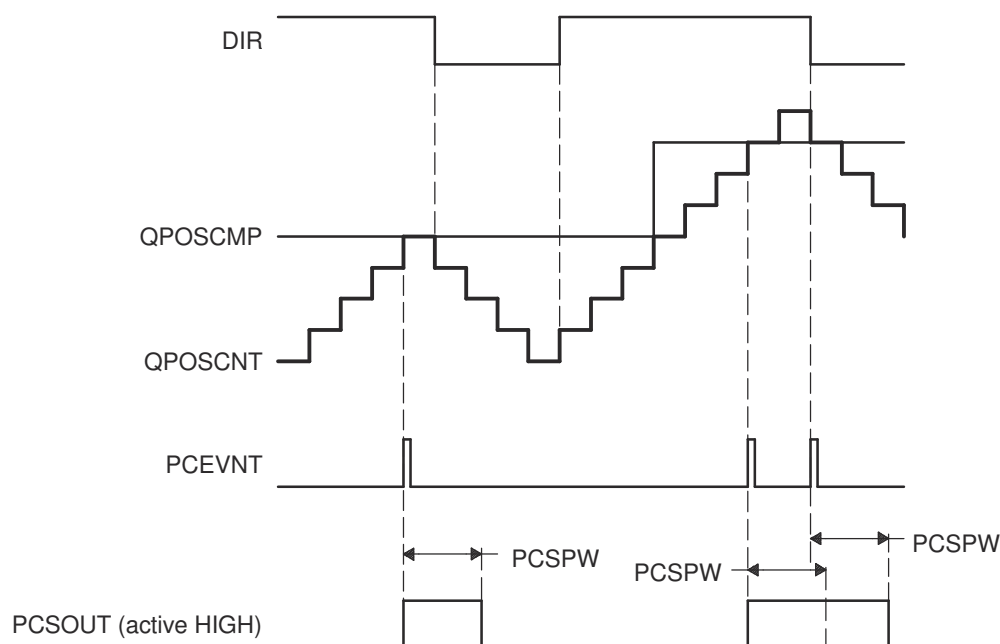 DIR
QPOSCMP
QPOSCNT
PCEVNT
PCSPW
PCSPW
PCSPW
PCSOUT (active HIGH)